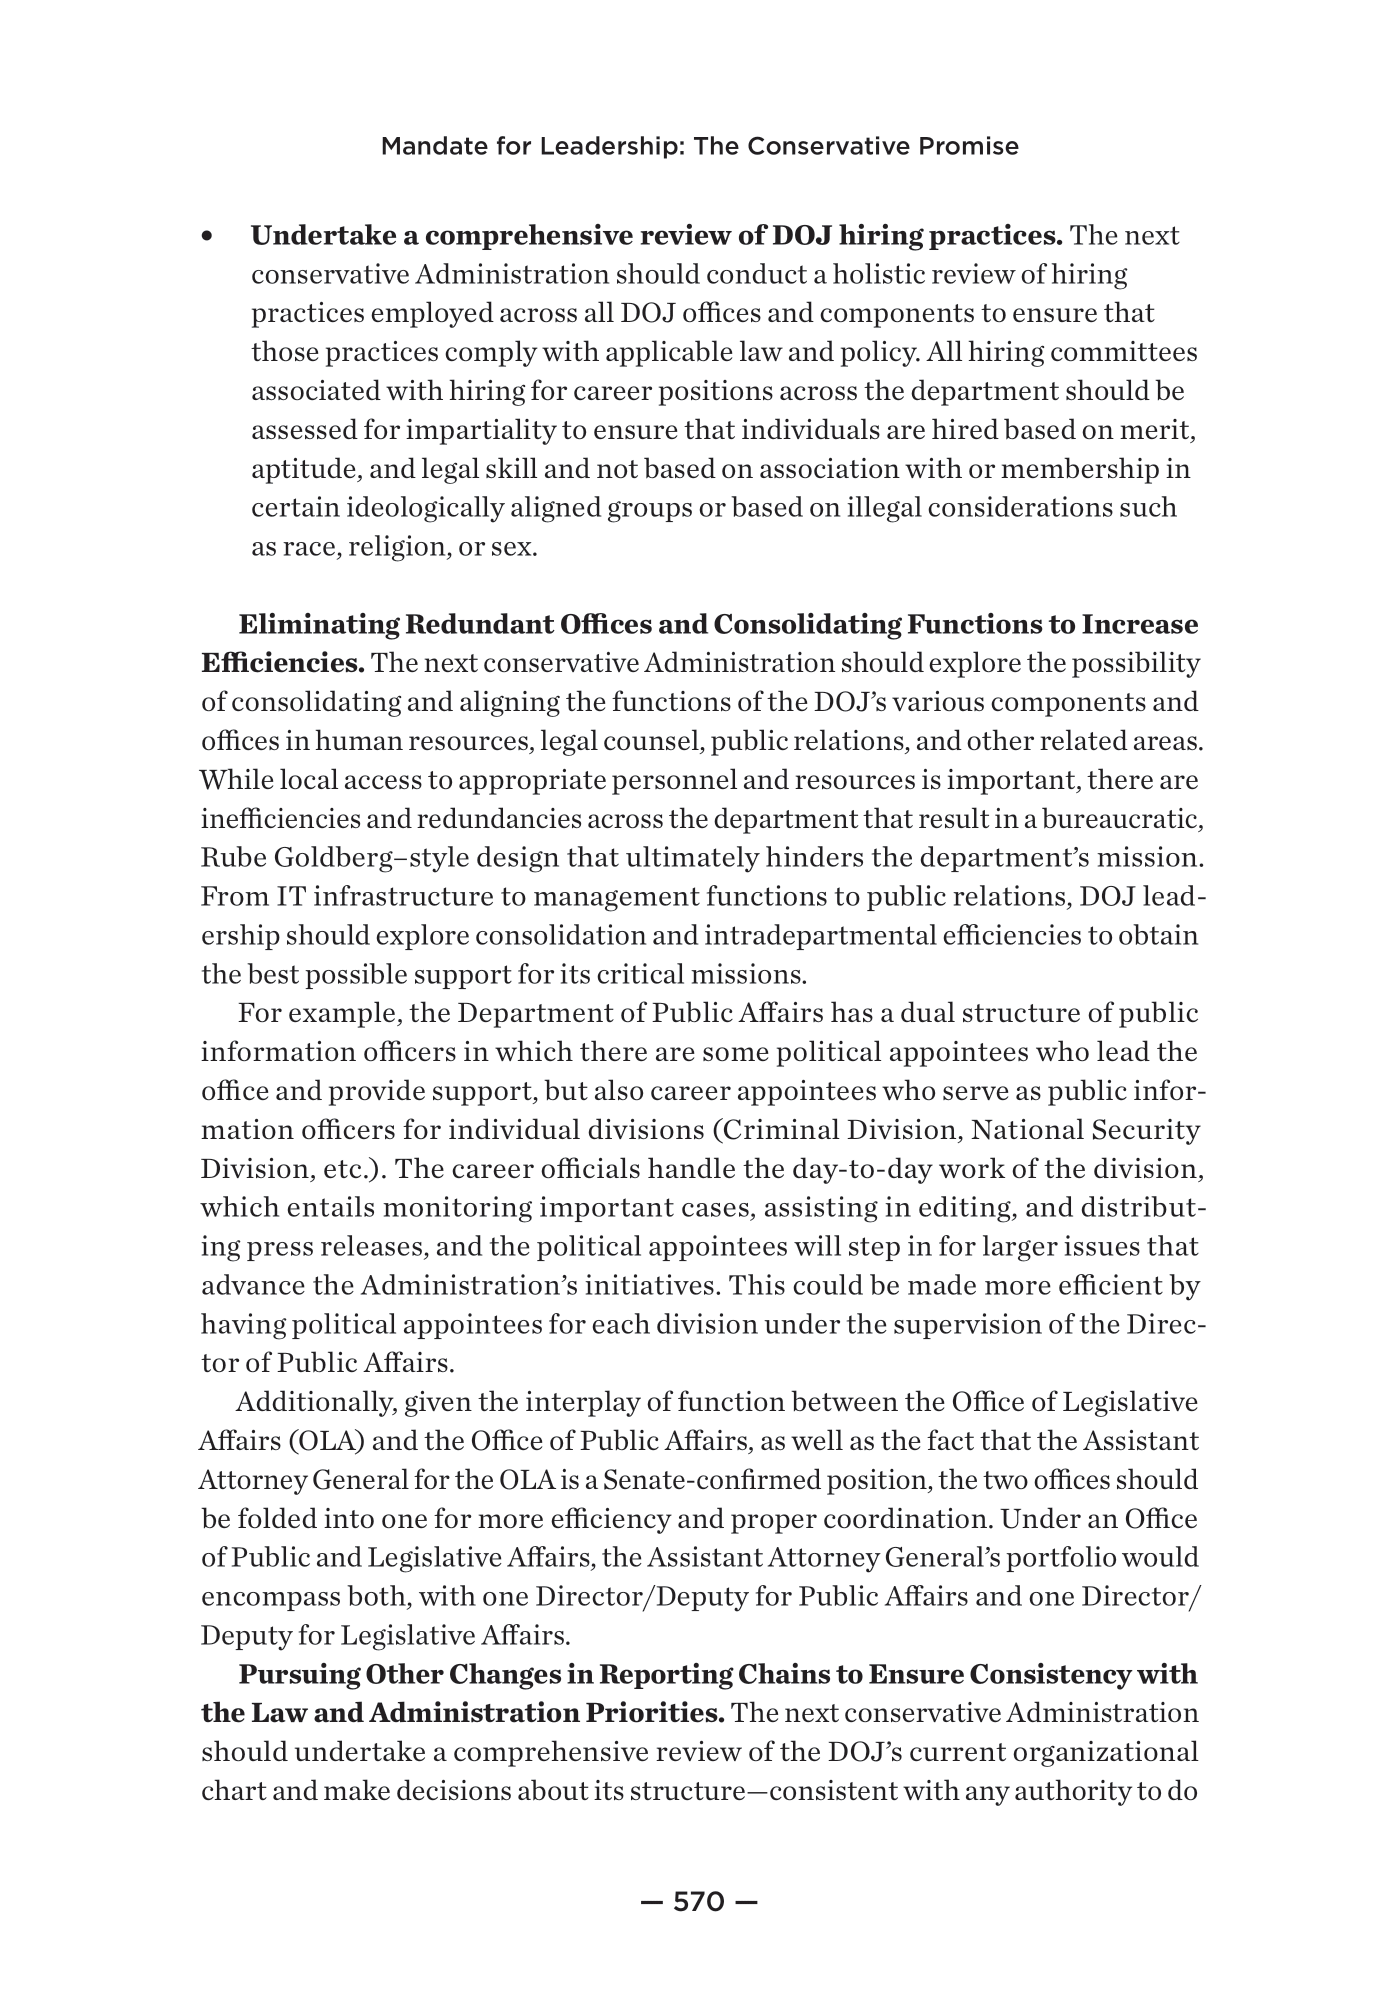 Mandate for Leadership: The Conservative Promise
• Undertake a comprehensive review of DOJ hiring practices. The next
conservative Administration should conduct a holistic review of hiring
practices employed across all DOJ offices and components to ensure that
those practices comply with applicable law and policy. All hiring committees
associated with hiring for career positions across the department should be
assessed for impartiality to ensure that individuals are hired based on merit,
aptitude, and legal skill and not based on association with or membership in
certain ideologically aligned groups or based on illegal considerations such
as race, religion, or sex.
Eliminating Redundant Offices and Consolidating Functions to Increase
Efficiencies. The next conservative Administration should explore the possibility
of consolidating and aligning the functions of the DOJ’s various components and
offices in human resources, legal counsel, public relations, and other related areas.
While local access to appropriate personnel and resources is important, there are
inefficiencies and redundancies across the department that result in a bureaucratic,
Rube Goldberg–style design that ultimately hinders the department’s mission.
From IT infrastructure to management functions to public relations, DOJ lead-
ership should explore consolidation and intradepartmental efficiencies to obtain
the best possible support for its critical missions.
For example, the Department of Public Affairs has a dual structure of public
information officers in which there are some political appointees who lead the
office and provide support, but also career appointees who serve as public infor-
mation officers for individual divisions (Criminal Division, National Security
Division, etc.). The career officials handle the day-to-day work of the division,
which entails monitoring important cases, assisting in editing, and distribut-
ing press releases, and the political appointees will step in for larger issues that
advance the Administration’s initiatives. This could be made more efficient by
having political appointees for each division under the supervision of the Direc-
tor of Public Affairs.
Additionally, given the interplay of function between the Office of Legislative
Affairs (OLA) and the Office of Public Affairs, as well as the fact that the Assistant
Attorney General for the OLA is a Senate-confirmed position, the two offices should
be folded into one for more efficiency and proper coordination. Under an Office
of Public and Legislative Affairs, the Assistant Attorney General’s portfolio would
encompass both, with one Director/Deputy for Public Affairs and one Director/
Deputy for Legislative Affairs.
Pursuing Other Changes in Reporting Chains to Ensure Consistency with
the Law and Administration Priorities. The next conservative Administration
should undertake a comprehensive review of the DOJ’s current organizational
chart and make decisions about its structure—consistent with any authority to do
— 570 —